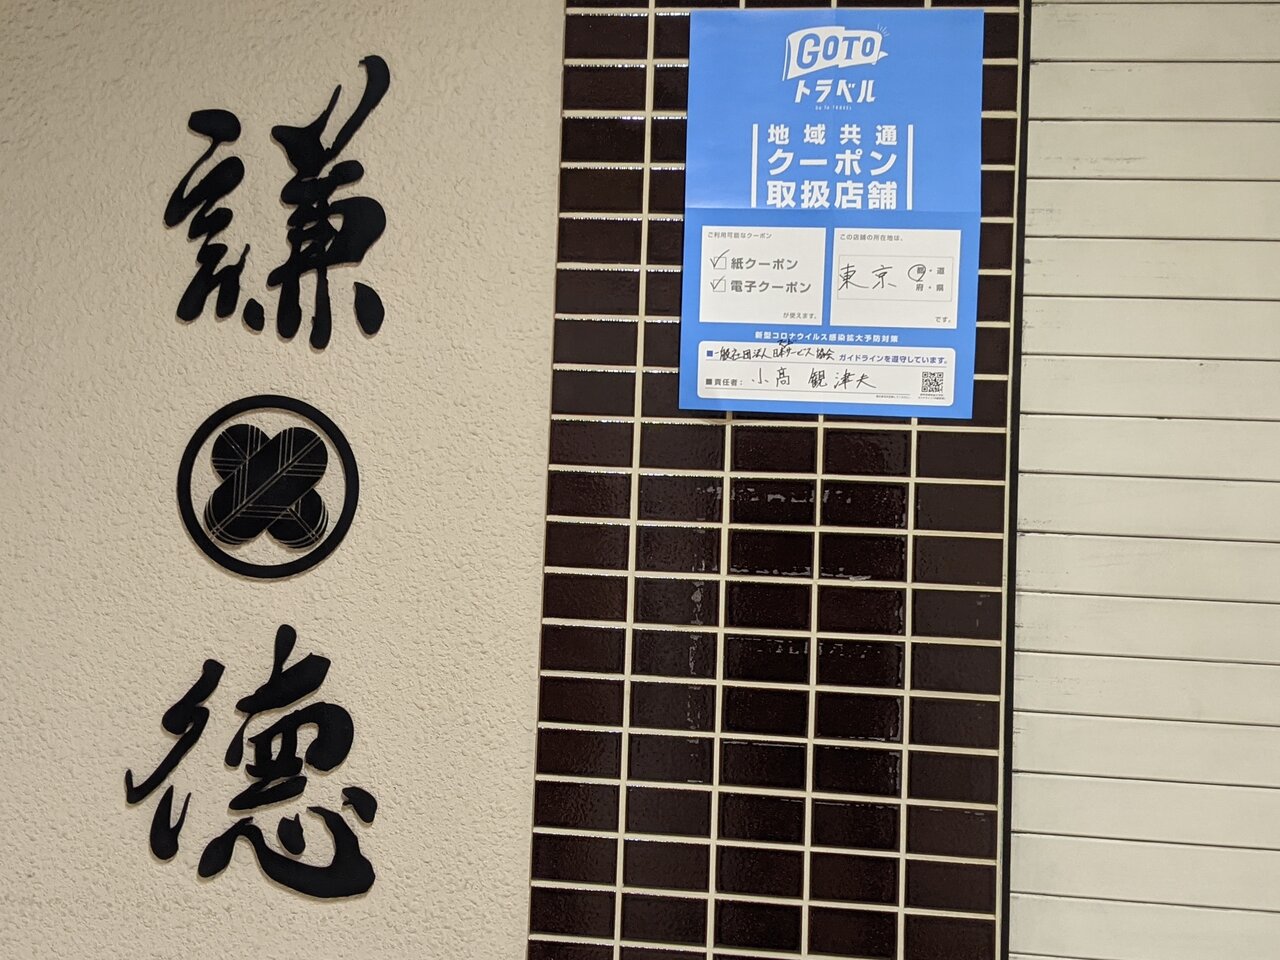 謙
徳
GOTO
トラベル
Go To TRAVEL
地域共通
クーポン
取扱店舗
ご利用可能なクーポン
紙クーポン
電子クーポン
が使えます。
この店舗の所在地は、
東京 都・道
府・県
です。
新型コロナウイルス感染拡大予防対策
■一般社団法人日本サービス協会 ガイドラインを遵守しています。
■責任者： 小高 観津夫